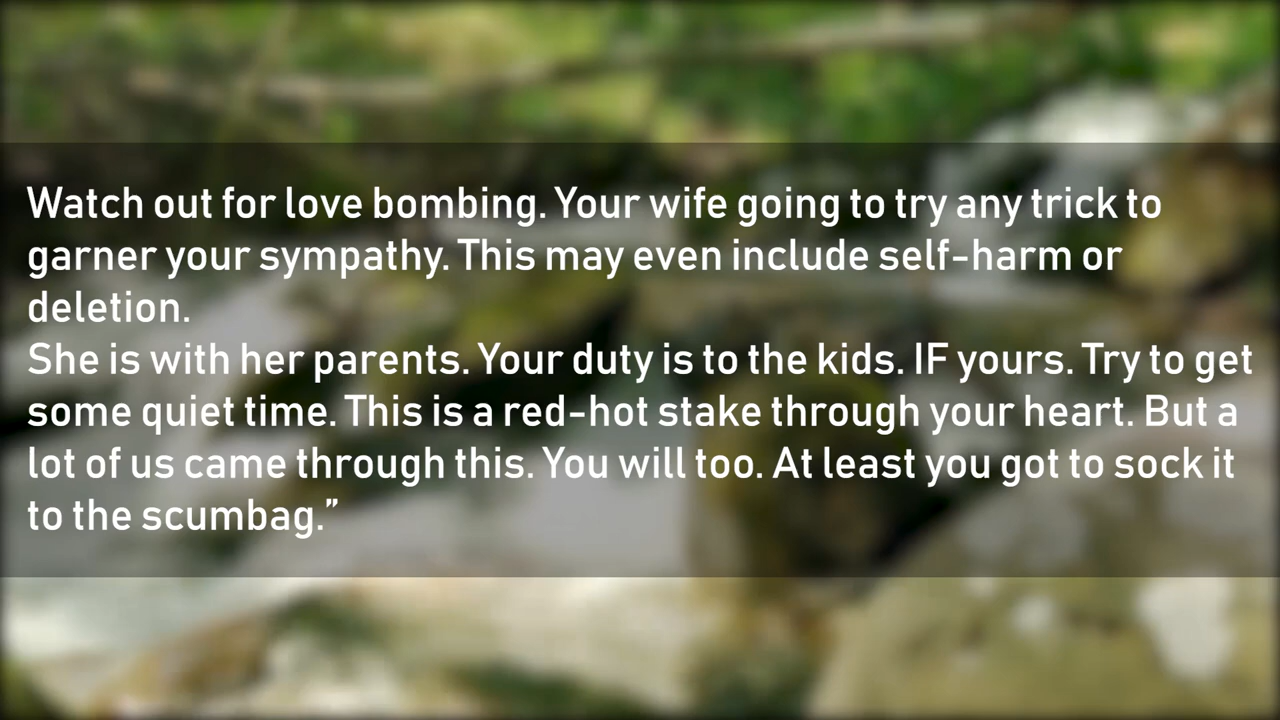 Watch out for love bombing. Your wife going to try any trick to
garner your sympathy. This may even include self-harm or
deletion.
She is with her parents. Your duty is to the kids. IF yours. Try to get
some quiet time. This is a red-hot stake through your heart. But a
lot of us came through this. You will too. At least you got to sock it
to the scumbag.”